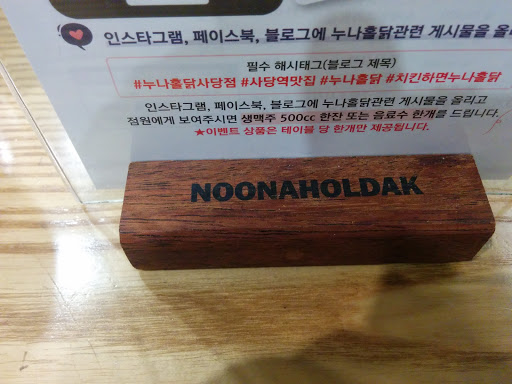 인스타그램, 페이스북, 블로그에 누나홀닭관련 게시물을 올리
필수 해시태그(블로그 제목)
#누나홀닭사당점 #사당역맛집 #누나홀닭 #치킨하면누나홀닭
인스타그램, 페이스북, 블로그에 누나홀닭관련 게시물을 올리고
점원에게 보여주시면 생맥주 500cc 한잔 또는 음료수 한개를 드립니다.
★이벤트 상품은 테이블 당 한개만 제공됩니다.
NOONAHOLDAK